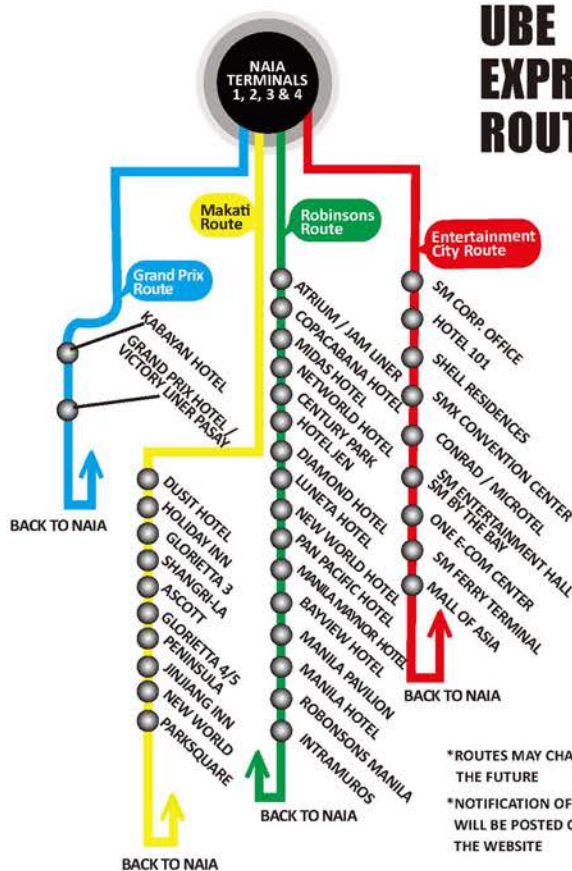 UBE
EXPR
ROUT
NAIA
TERMINALS
1, 2, 3 & 4
Makati
Route
Robinsons
Route
Entertainment
City Route
Grand Prix
Route
KABAYAN HOTEL
GRAND PRIX HOTEL/
VICTORY LINER PASAY
BACK TO NAIA
DUSIT HOTEL
HOLIDAY INN
GLORIETTA 3
SHANGRI-LA
ASCOTT
GLORIETTA 4/5
PENINSULA
JINJIANG INN
NEW WORLD
PARKSQUARE
BACK TO NAIA
ATRIUM / JAM LINER
COPACABANA HOTEL
MIDAS HOTEL
NETWORLD HOTEL
CENTURY PARK
HOTEL JEN
DIAMOND HOTEL
LUNETA HOTEL
NEW WORLD HOTEL
PAN PACIFIC HOTEL
MANILA MAYNOR HOTEL
BAYVIEW HOTEL
MANILA PAVILION
MANILA HOTEL
ROBONSONS MANILA
INTRAMUROS
BACK TO NAIA
SM CORP. OFFICE
HOTEL 101
SHELL RESIDENCES
SMX CONVENTION CENTER
CONRAD / MICROTEL
SM ENTERTAINMENT HALL
SM BY THE BAY
ONE E-COM CENTER
SM FERRY TERMINAL
MALL OF ASIA
BACK TO NAIA
*ROUTES MAY CHA
THE FUTURE
*NOTIFICATION OF
WILL BE POSTED O
THE WEBSITE